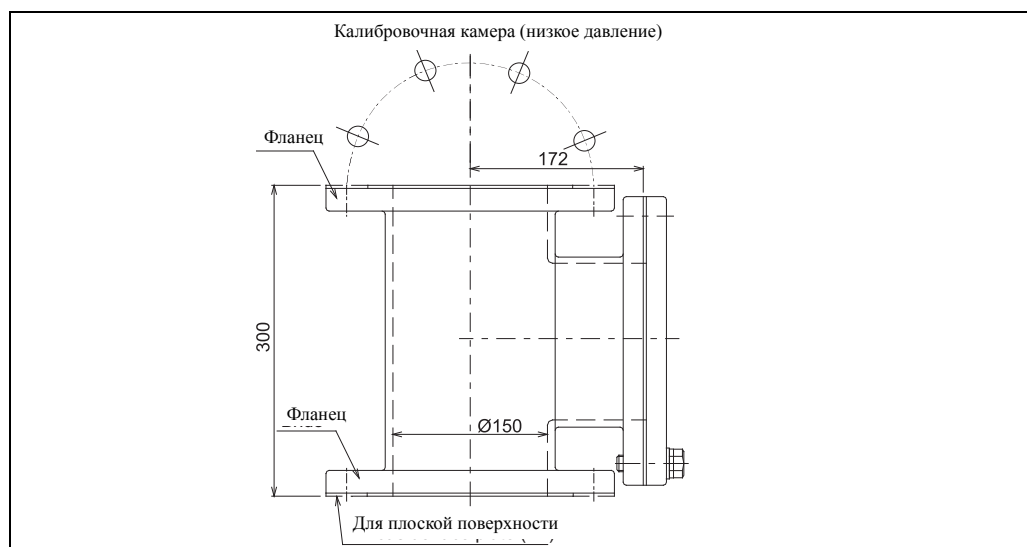 Калибровочная камера (низкое давление)
Фланец
172
300
Фланец
Ø150
Для плоской поверхности